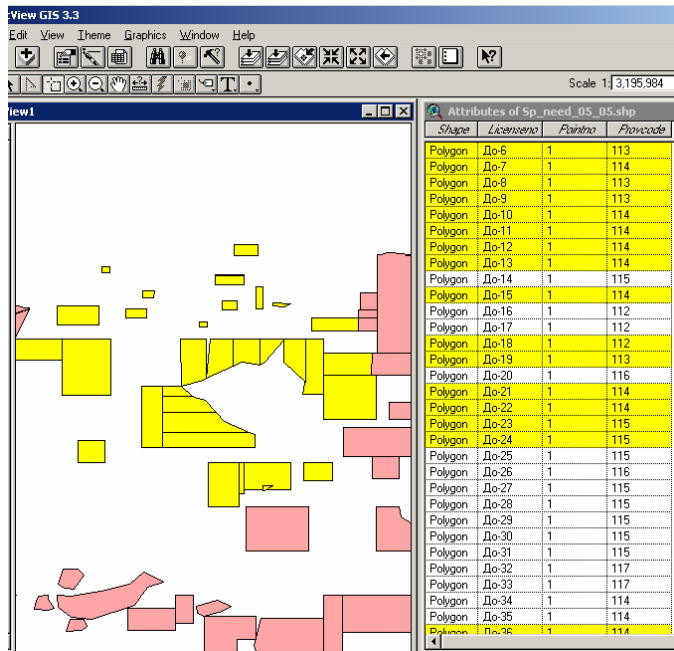 cView GIS 3.3
Edit View Theme Graphics Window Help
T
Scale 1: 3,195,984
iew1
Attributes of Sp_need_05_05.shp
Shape Licenseno Pointno Provcode
Polygon До-6 1 113
Polygon До-7 1 114
Polygon До-8 1 113
Polygon До-9 1 113
Polygon До-10 1 114
Polygon До-11 1 114
Polygon До-12 1 114
Polygon До-13 1 114
Polygon До-14 1 115
Polygon До-15 1 114
Polygon До-16 1 112
Polygon До-17 1 112
Polygon До-18 1 112
Polygon До-19 1 113
Polygon До-20 1 116
Polygon До-21 1 114
Polygon До-22 1 114
Polygon До-23 1 115
Polygon До-24 1 115
Polygon До-25 1 115
Polygon До-26 1 116
Polygon До-27 1 115
Polygon До-28 1 115
Polygon До-29 1 115
Polygon До-30 1 115
Polygon До-31 1 115
Polygon До-32 1 117
Polygon До-33 1 117
Polygon До-34 1 114
Polygon До-35 1 114
Polygon До-36 1 114